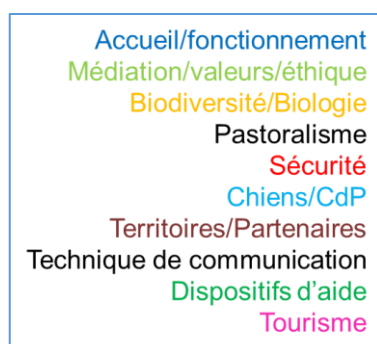 Accueil/fonctionnement
Médiation/valeurs/éthique
Biodiversité/Biologie
Pastoralisme
Sécurité
Chiens/CdP
Territoires/Partenaires
Technique de communication
Dispositifs d'aide
Tourisme